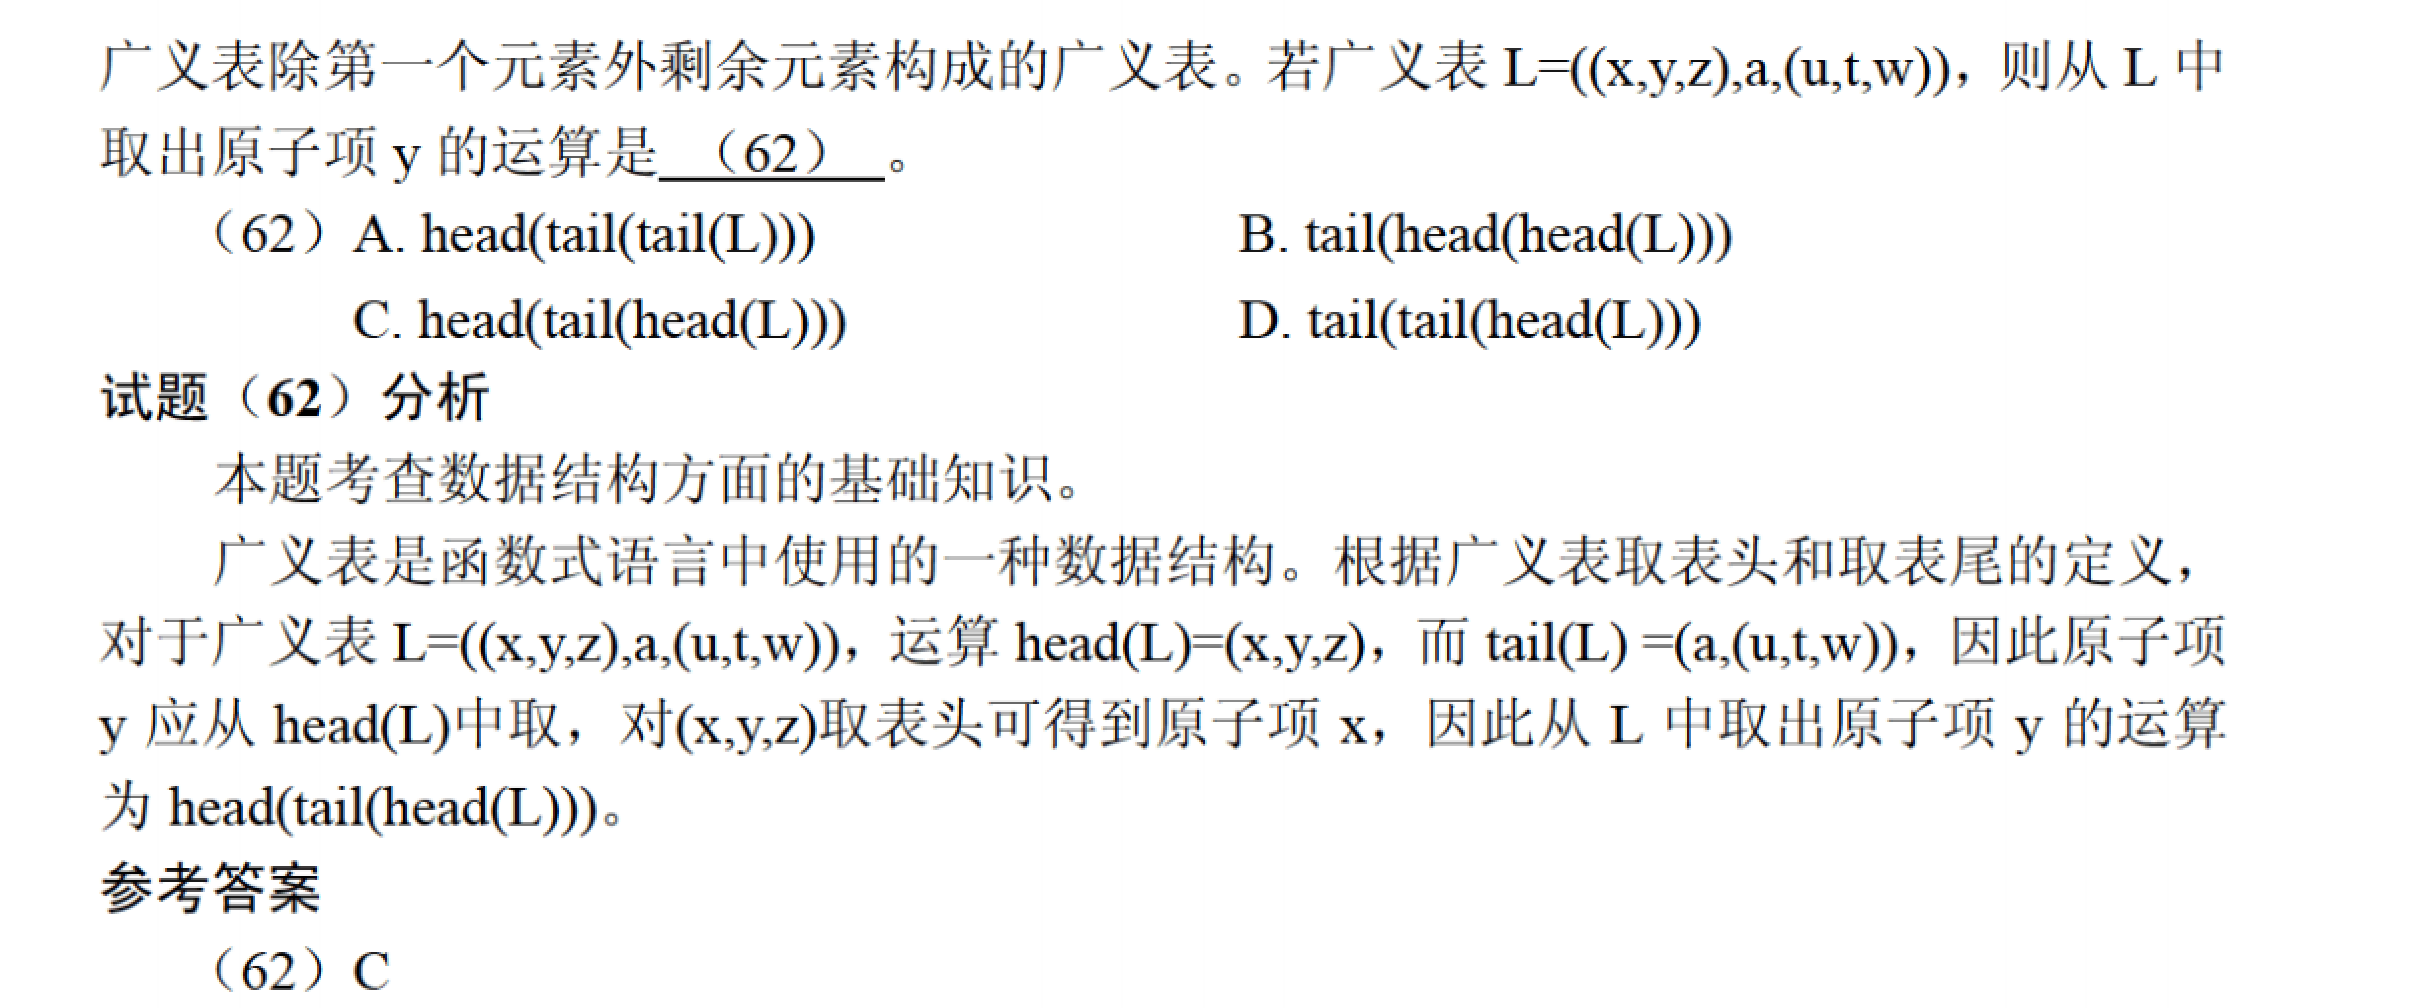 广义表除第一个元素外剩余元素构成的广义表。若广义表 L=((x,y,z),a,(u,t,w))，则从 L 中
取出原子项 y 的运算是 （62） 。
（62）A. head(tail(tail(L))) B. tail(head(head(L)))
C. head(tail(head(L))) D. tail(tail(head(L)))
试题（62）分析
本题考查数据结构方面的基础知识。
广义表是函数式语言中使用的一种数据结构。根据广义表取表头和取表尾的定义，
对于广义表 L=((x,y,z),a,(u,t,w))，运算 head(L)=(x,y,z)，而 tail(L) =(a,(u,t,w))，因此原子项
y 应从 head(L)中取，对(x,y,z)取表头可得到原子项 x，因此从 L 中取出原子项 y 的运算
为 head(tail(head(L)))。
参考答案
（62）C